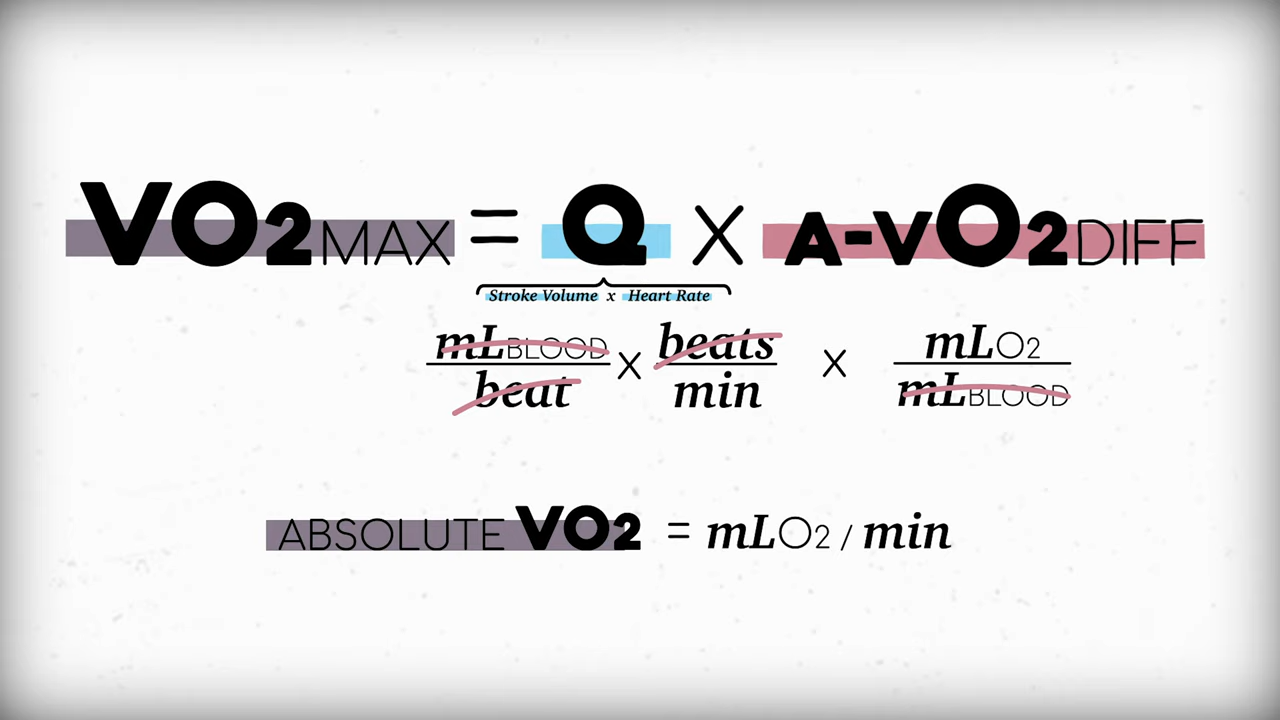 VO2MAX = Q X A-VO2DIFF
Stroke Volume x Heart Rate
mLBLOOD X beats X mLO2
beat min mLBLOOD
ABSOLUTE VO2 = mLO2 / min